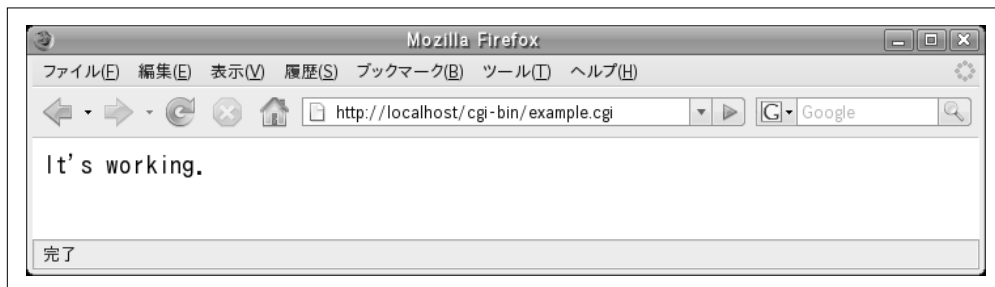 Mozilla Firefox
ファイル(F) 編集(E) 表示(V) 履歴(S) ブックマーク(B) ツール(T) ヘルプ(H)
http://localhost/cgi-bin/example.cgi G Google
It's working.
完了